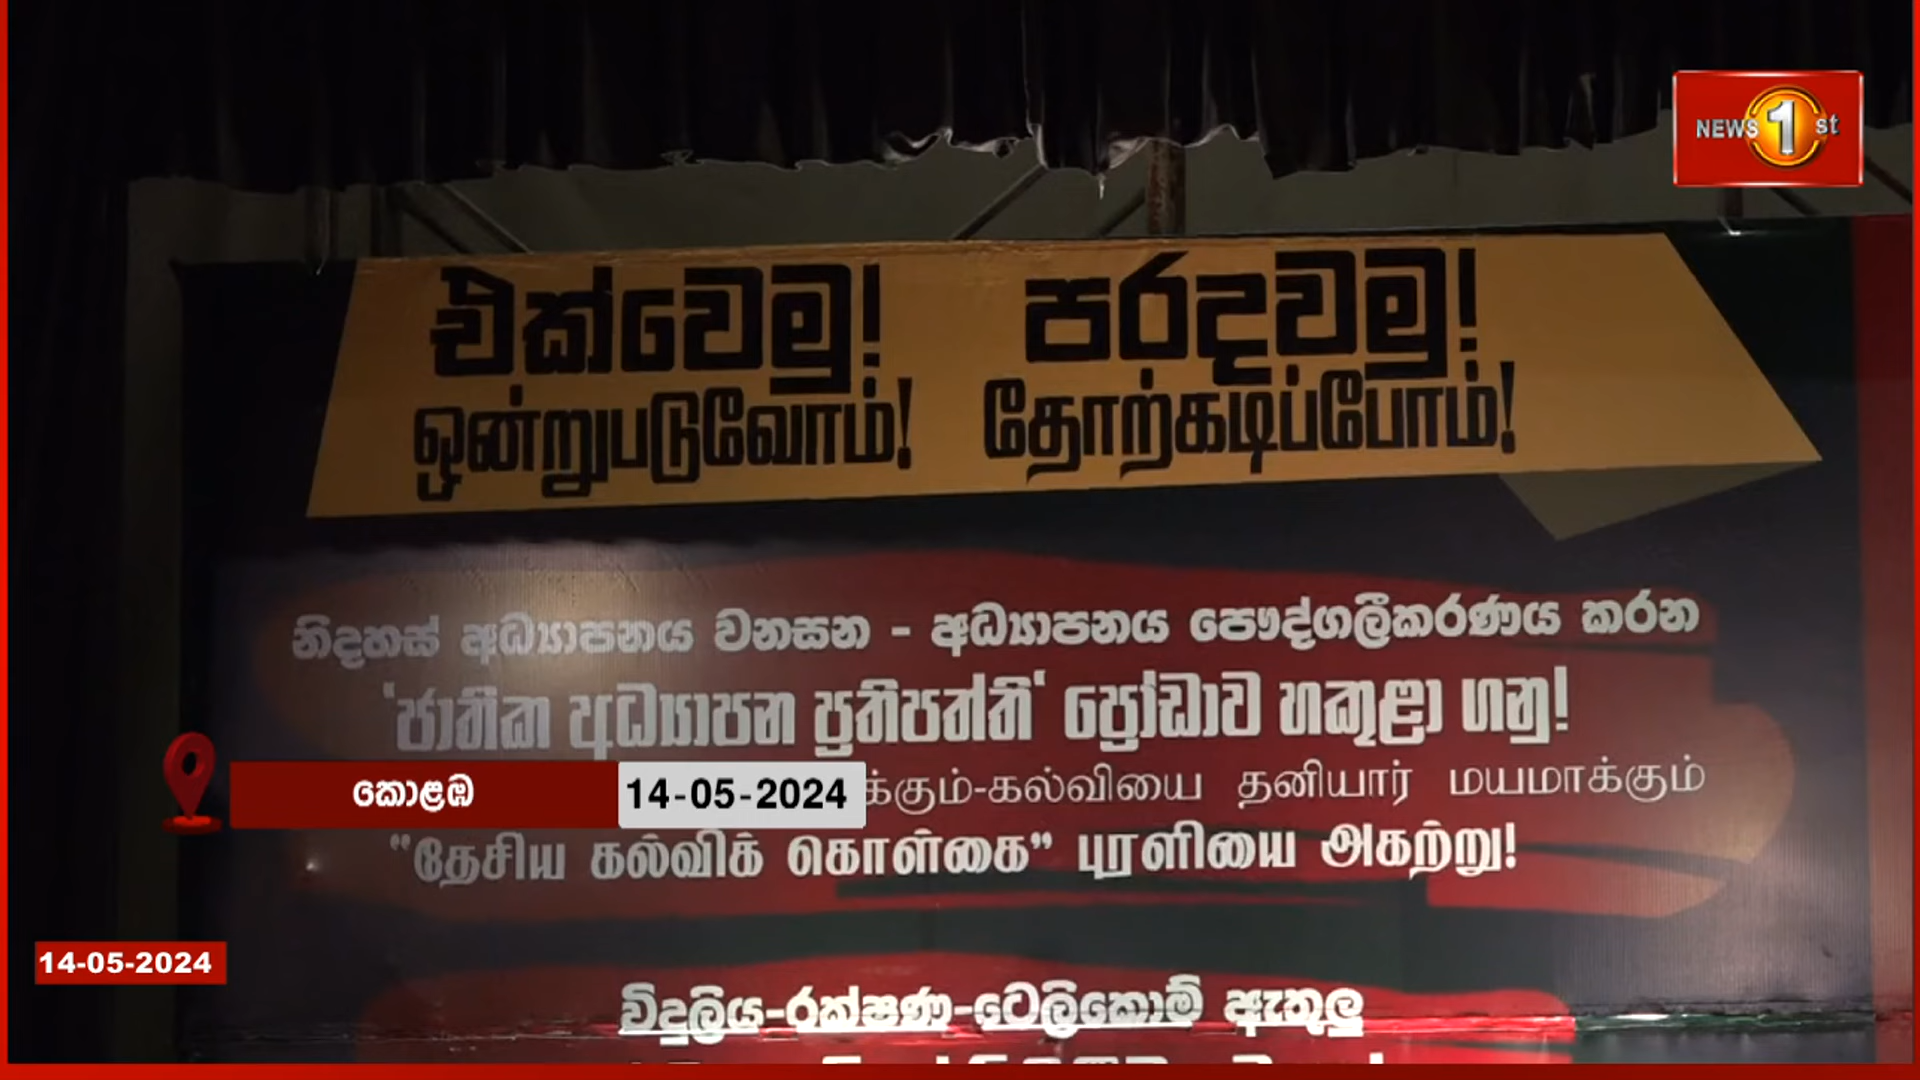 NEWS 1st
එක්වෙමු! පරදවමු!
ஒன்றுபடுவோம்! தோற்கடிப்போம்!
නිදහස් අධ්‍යාපනය වනසන - අධ්‍යාපනය පෞද්ගලීකරණය කරන
'ජාතික අධ්‍යාපන ප්‍රතිපත්ති' ප්‍රෝඩාව හකුළා ගනු!
කොළඹ 14-05-2024 க்கும்-கல்வியை தனியார் மயமாக்கும்
"தேசிய கல்விக் கொள்கை" புரளியை அகற்று!
14-05-2024
විදුලිය-රක්ෂණ-ටෙලිකොම් ඇතුලු